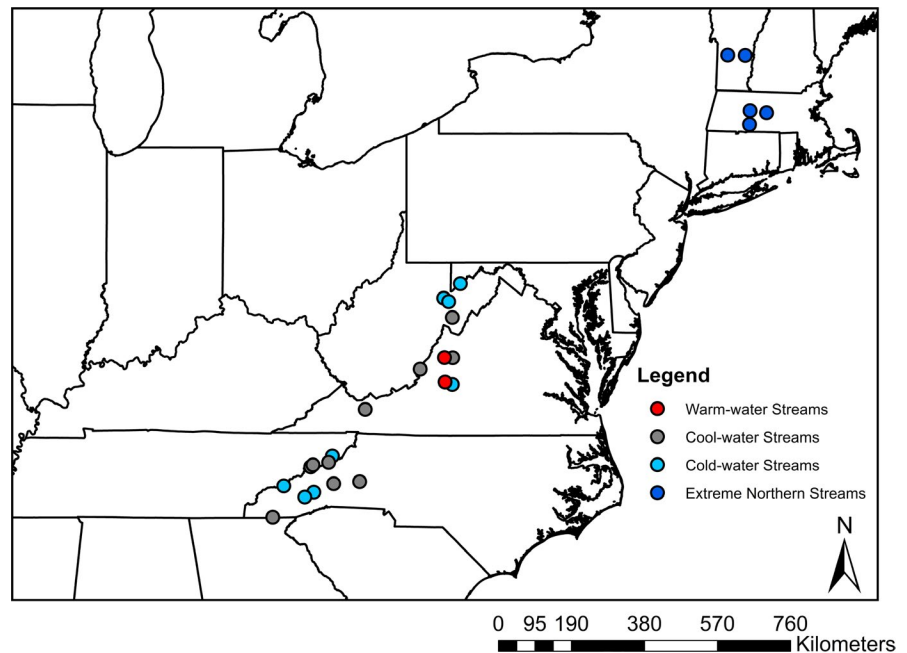 Legend
Warm-water Streams
Cool-water Streams
Cold-water Streams
Extreme Northern Streams
N
0 95 190 380 570 760
Kilometers